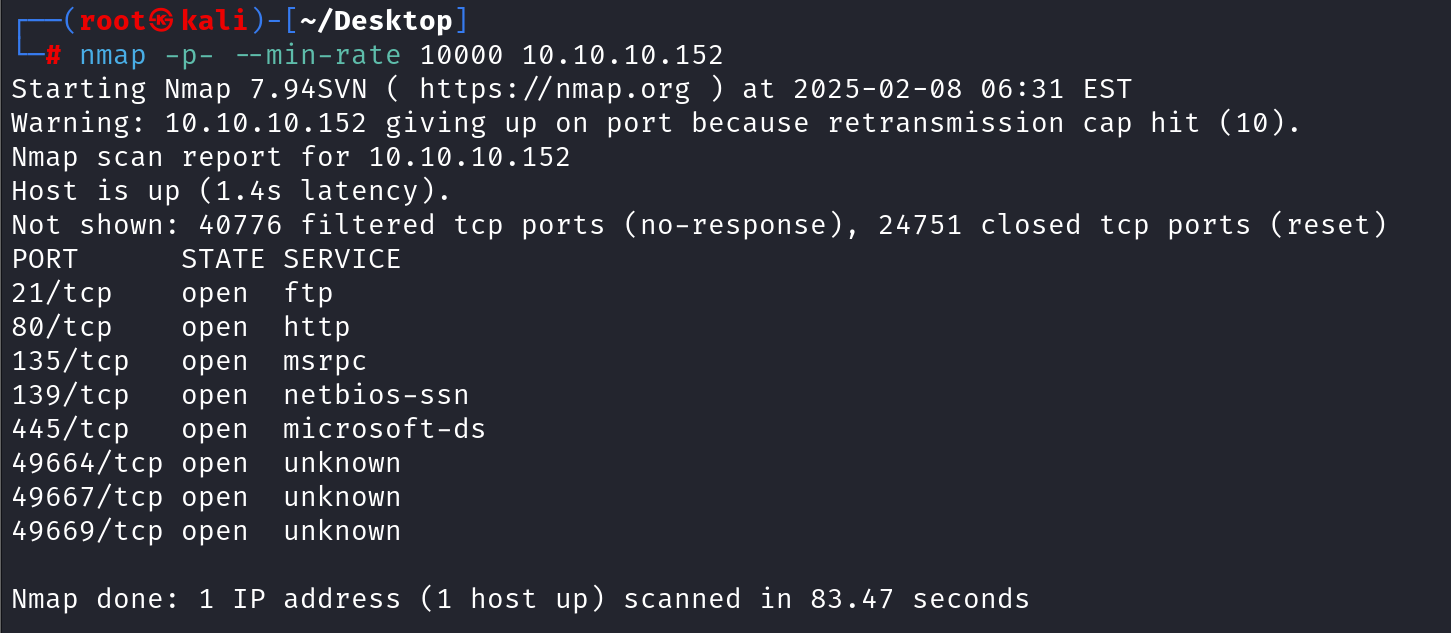 ┌──(root㉿kali)-[~/Desktop]
└─# nmap -p- --min-rate 10000 10.10.10.152
Starting Nmap 7.94SVN ( https://nmap.org ) at 2025-02-08 06:31 EST
Warning: 10.10.10.152 giving up on port because retransmission cap hit (10).
Nmap scan report for 10.10.10.152
Host is up (1.4s latency).
Not shown: 40776 filtered tcp ports (no-response), 24751 closed tcp ports (reset)
PORT      STATE SERVICE
21/tcp    open  ftp
80/tcp    open  http
135/tcp   open  msrpc
139/tcp   open  netbios-ssn
445/tcp   open  microsoft-ds
49664/tcp open  unknown
49667/tcp open  unknown
49669/tcp open  unknown

Nmap done: 1 IP address (1 host up) scanned in 83.47 seconds